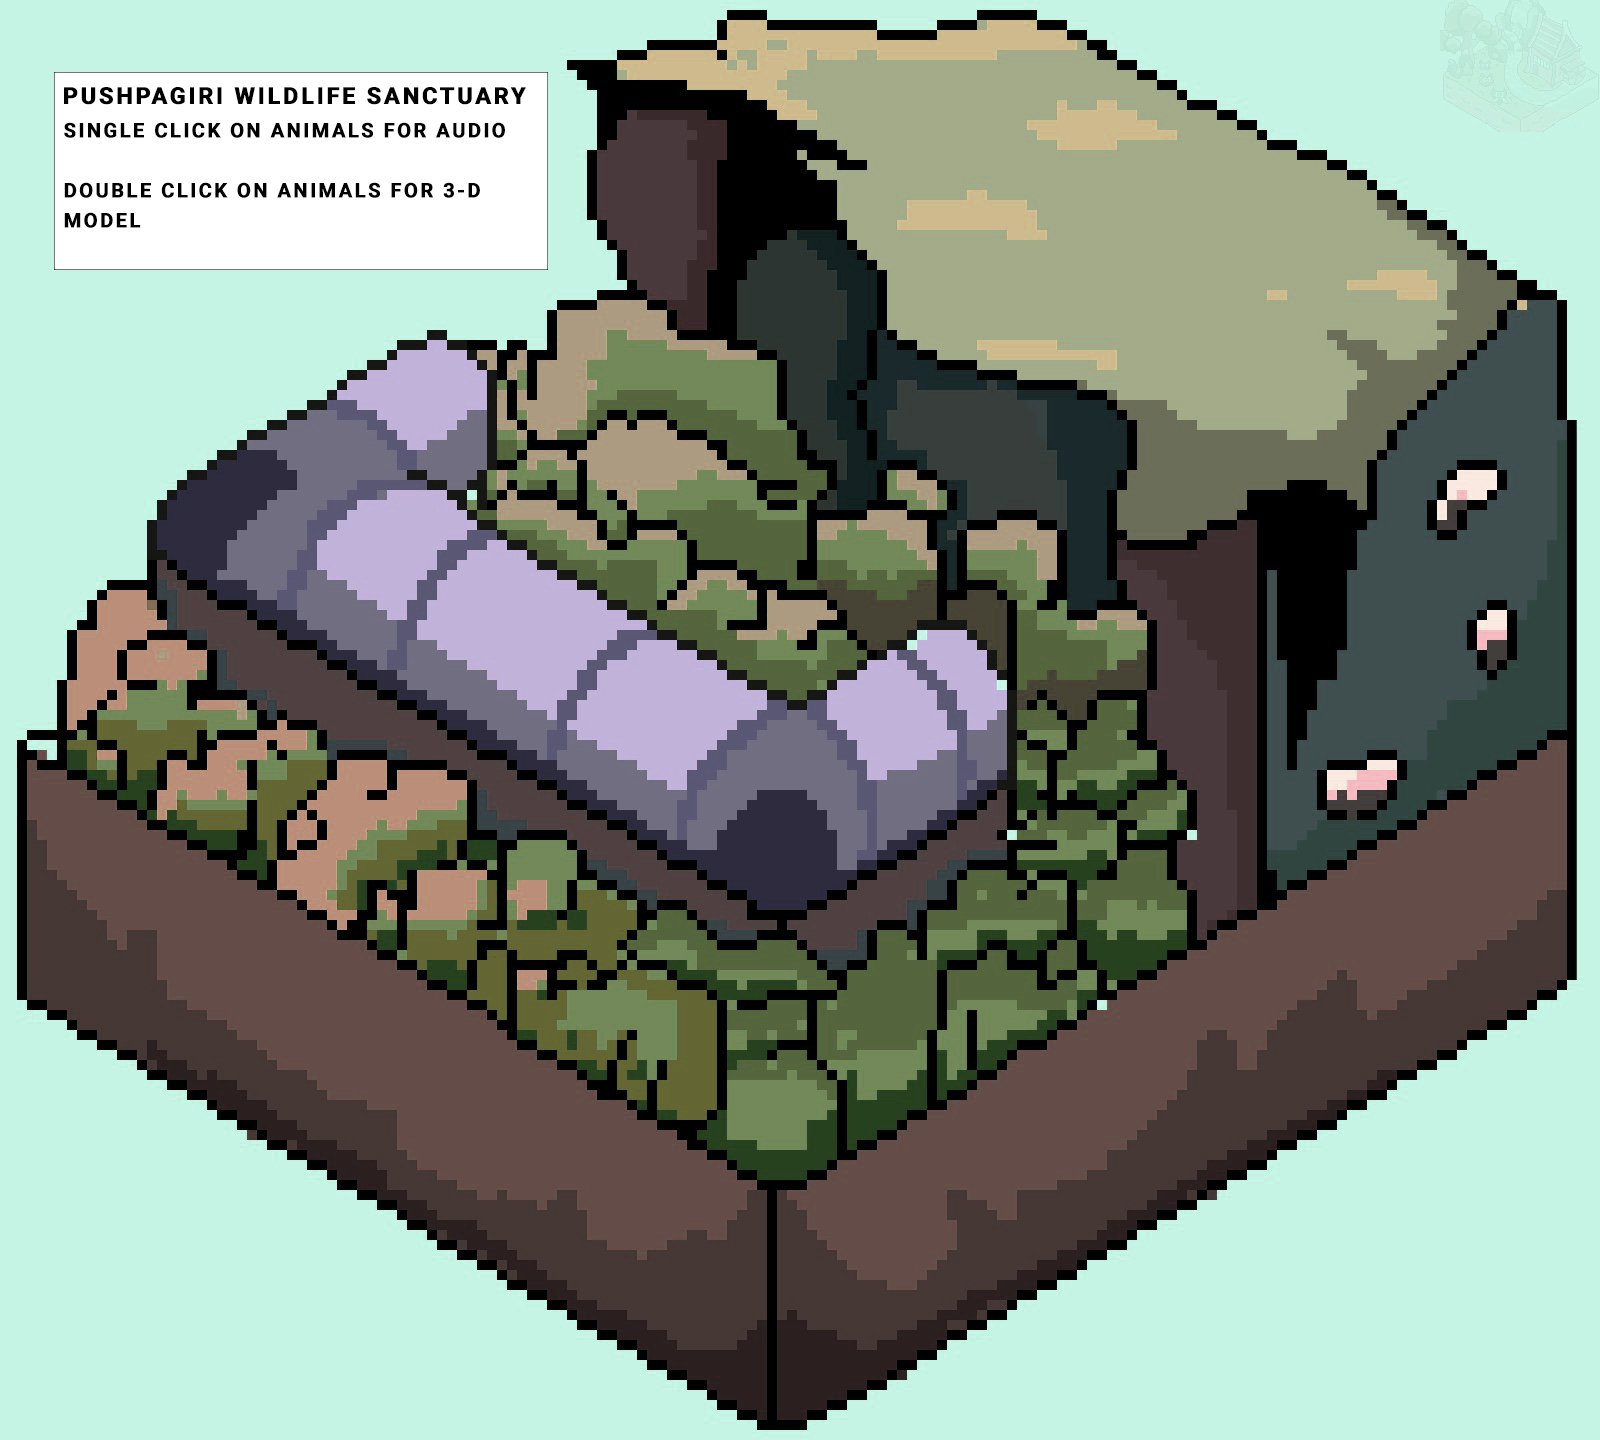 PUSHPAGIRI WILDLIFE SANCTUARY
SINGLE CLICK ON ANIMALS FOR AUDIO
DOUBLE CLICK ON ANIMALS FOR 3-D
MODEL